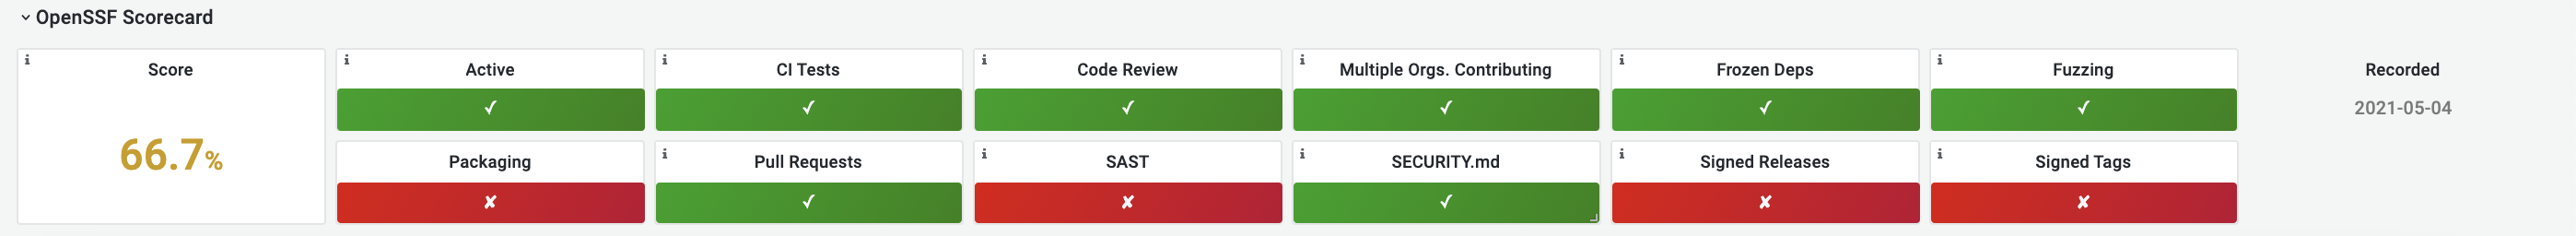 OpenSSF Scorecard
Score
66.7%
Active
CI Tests
Code Review
Multiple Orgs. Contributing
Frozen Deps
Fuzzing
Recorded
2021-05-04
✓ ✓ ✓ ✓ ✓ ✓
Packaging
Pull Requests
SAST
SECURITY.md
Signed Releases
Signed Tags
✘ ✓ ✘ ✓ ✘ ✘